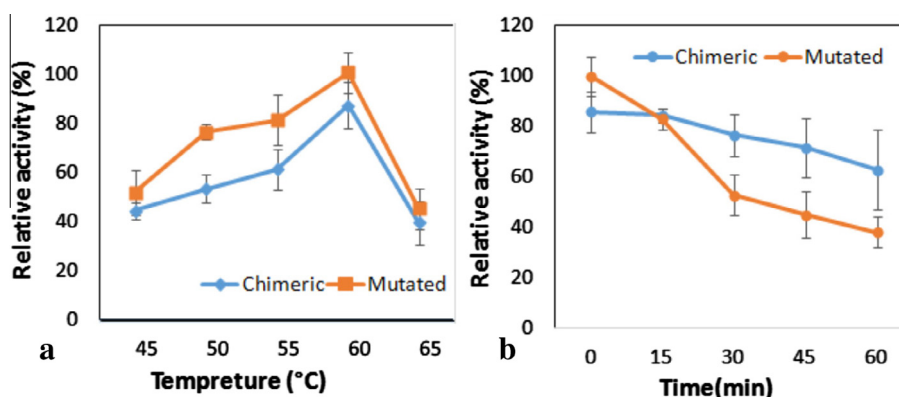 Relative activity (%)
120
100
80
60
40
20
0
Chimeric Mutated
45 50 55 60 65
Tempreture (°C)
a
Relative activity (%)
120
100
80
60
40
20
0
Chimeric Mutated
0 15 30 45 60
Time(min)
b